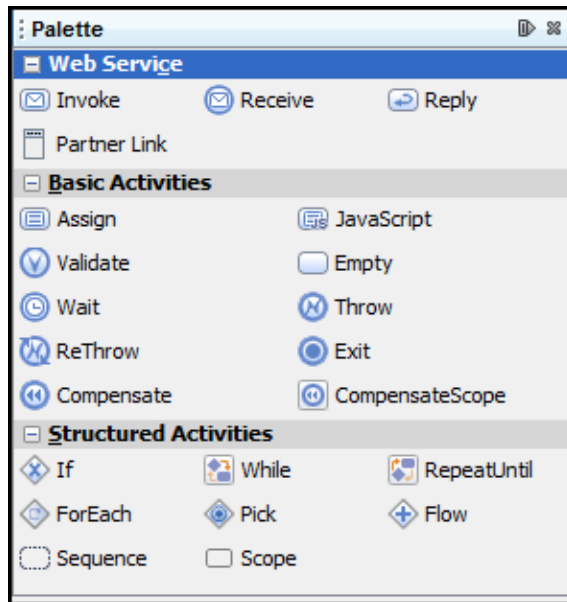 Palette
Web Service
Invoke Receive Reply
Partner Link
Basic Activities
Assign JavaScript
Validate Empty
Wait Throw
ReThrow Exit
Compensate CompensateScope
Structured Activities
If While RepeatUntil
ForEach Pick Flow
Sequence Scope